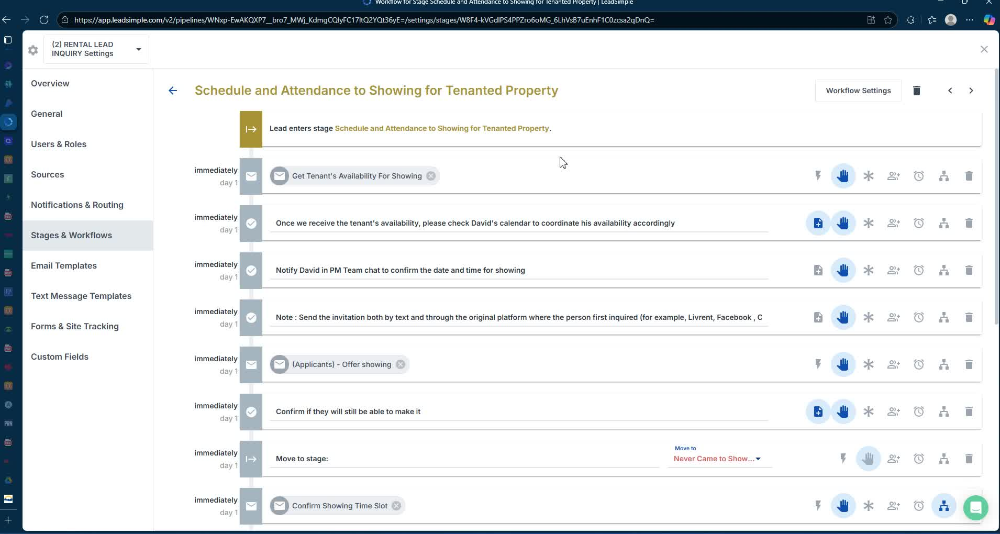 Workflow for Stage Schedule and Attendance to Showing for Tenanted Property | LeadSimple
https://app.leadsimple.com/v2/pipelines/WNxp-EwAKQXP7__bro7_MWj_KdmgCQlyFC17ltQ2YQt36yE=/settings/stages/W8F4-kVGdlPS4PPZro6oMG_6LhVsB7uEnhF1C0zcsa2qDnQ=
(2) RENTAL LEAD
INQUIRY Settings
Overview
General
Users & Roles
Sources
Notifications & Routing
Stages & Workflows
Email Templates
Text Message Templates
Forms & Site Tracking
Custom Fields
Schedule and Attendance to Showing for Tenanted Property
Workflow Settings
Lead enters stage Schedule and Attendance to Showing for Tenanted Property.
immediately
day 1
Get Tenant's Availability For Showing
immediately
day 1
Once we receive the tenant's availability, please check David's calendar to coordinate his availability accordingly
immediately
day 1
Notify David in PM Team chat to confirm the date and time for showing
immediately
day 1
Note : Send the invitation both by text and through the original platform where the person first inquired (for example, Livrent, Facebook , C
immediately
day 1
(Applicants) - Offer showing
immediately
day 1
Confirm if they will still be able to make it
immediately
day 1
Move to stage:
Move to
Never Came to Show...
immediately
day 1
Confirm Showing Time Slot
PRN